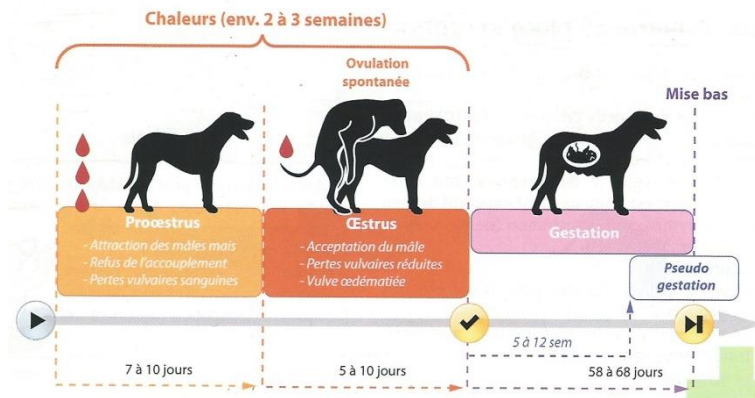 Chaleurs (env. 2 à 3 semaines)
Ovulation
spontanée
Mise bas
Proœstrus
- Attraction des mâles mais
- Refus de l'accouplement
- Pertes vulvaires sanguines
Œstrus
- Acceptation du mâle
- Pertes vulvaires réduites
- Vulve œdématiée
Gestation
Pseudo
gestation
5 à 12 sem
7 à 10 jours
5 à 10 jours
58 à 68 jours